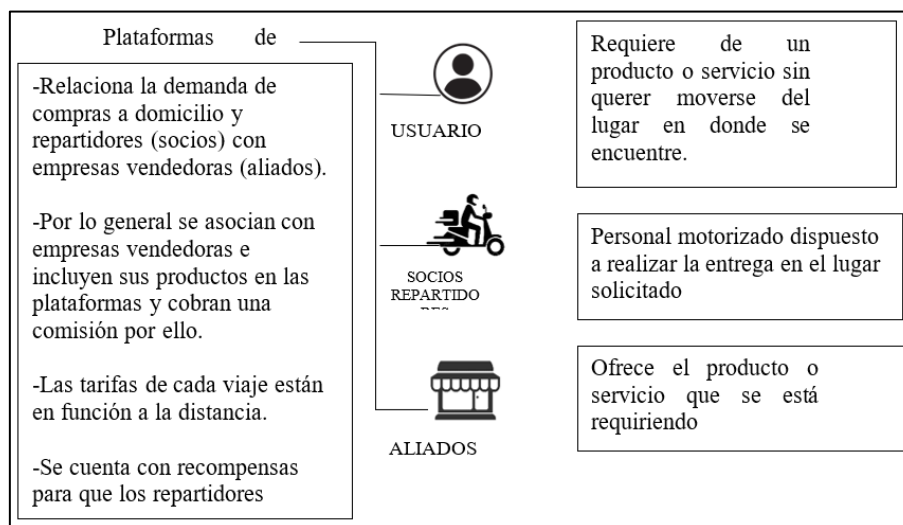 Plataformas de
-Relaciona la demanda de
compras a domicilio y
repartidores (socios) con
empresas vendedoras (aliados).
-Por lo general se asocian con
empresas vendedoras e
incluyen sus productos en las
plataformas y cobran una
comisión por ello.
-Las tarifas de cada viaje están
en función a la distancia.
-Se cuenta con recompensas
para que los repartidores
USUARIO
Requiere de un
producto o servicio sin
querer moverse del
lugar en donde se
encuentre.
SOCIOS
REPARTIDO
Personal motorizado dispuesto
a realizar la entrega en el lugar
solicitado
ALIADOS
Ofrece el producto o
servicio que se está
requiriendo